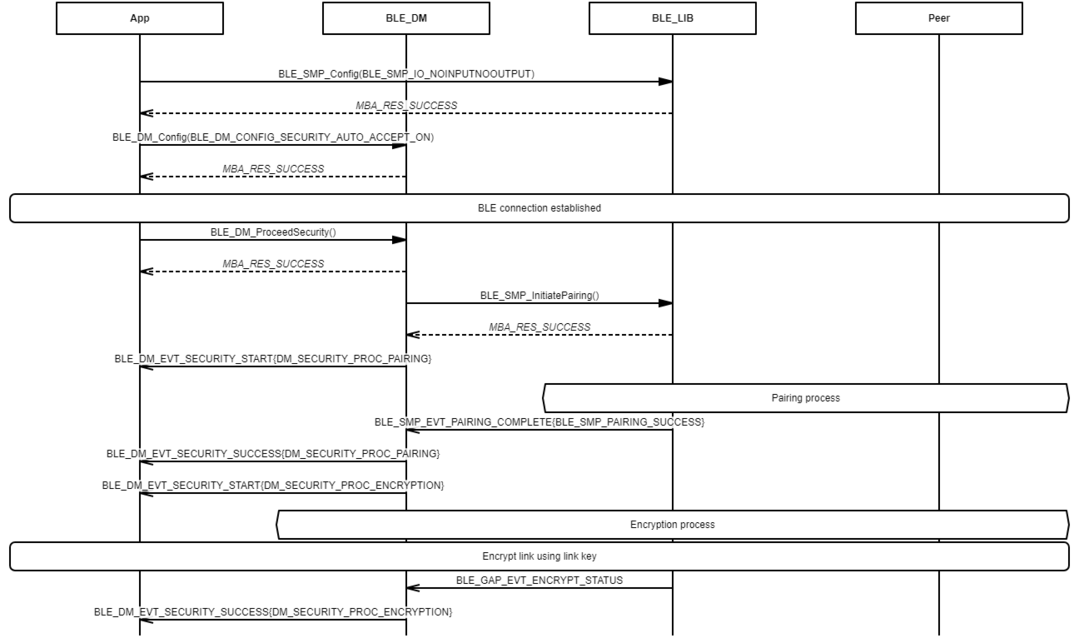 App
BLE_DM
BLE_LIB
Peer
BLE_SMP_Config(BLE_SMP_IO_NOINPUTNOOUTPUT)
MBA_RES_SUCCESS
BLE_DM_Config(BLE_DM_CONFIG_SECURITY_AUTO_ACCEPT_ON)
MBA_RES_SUCCESS
BLE connection established
BLE_DM_ProceedSecurity()
MBA_RES_SUCCESS
BLE_SMP_InitiatePairing()
MBA_RES_SUCCESS
BLE_DM_EVT_SECURITY_START{DM_SECURITY_PROC_PAIRING}
Pairing process
BLE_SMP_EVT_PAIRING_COMPLETE{BLE_SMP_PAIRING_SUCCESS}
BLE_DM_EVT_SECURITY_SUCCESS{DM_SECURITY_PROC_PAIRING}
BLE_DM_EVT_SECURITY_START{DM_SECURITY_PROC_ENCRYPTION}
Encryption process
Encrypt link using link key
BLE_GAP_EVT_ENCRYPT_STATUS
BLE_DM_EVT_SECURITY_SUCCESS{DM_SECURITY_PROC_ENCRYPTION}